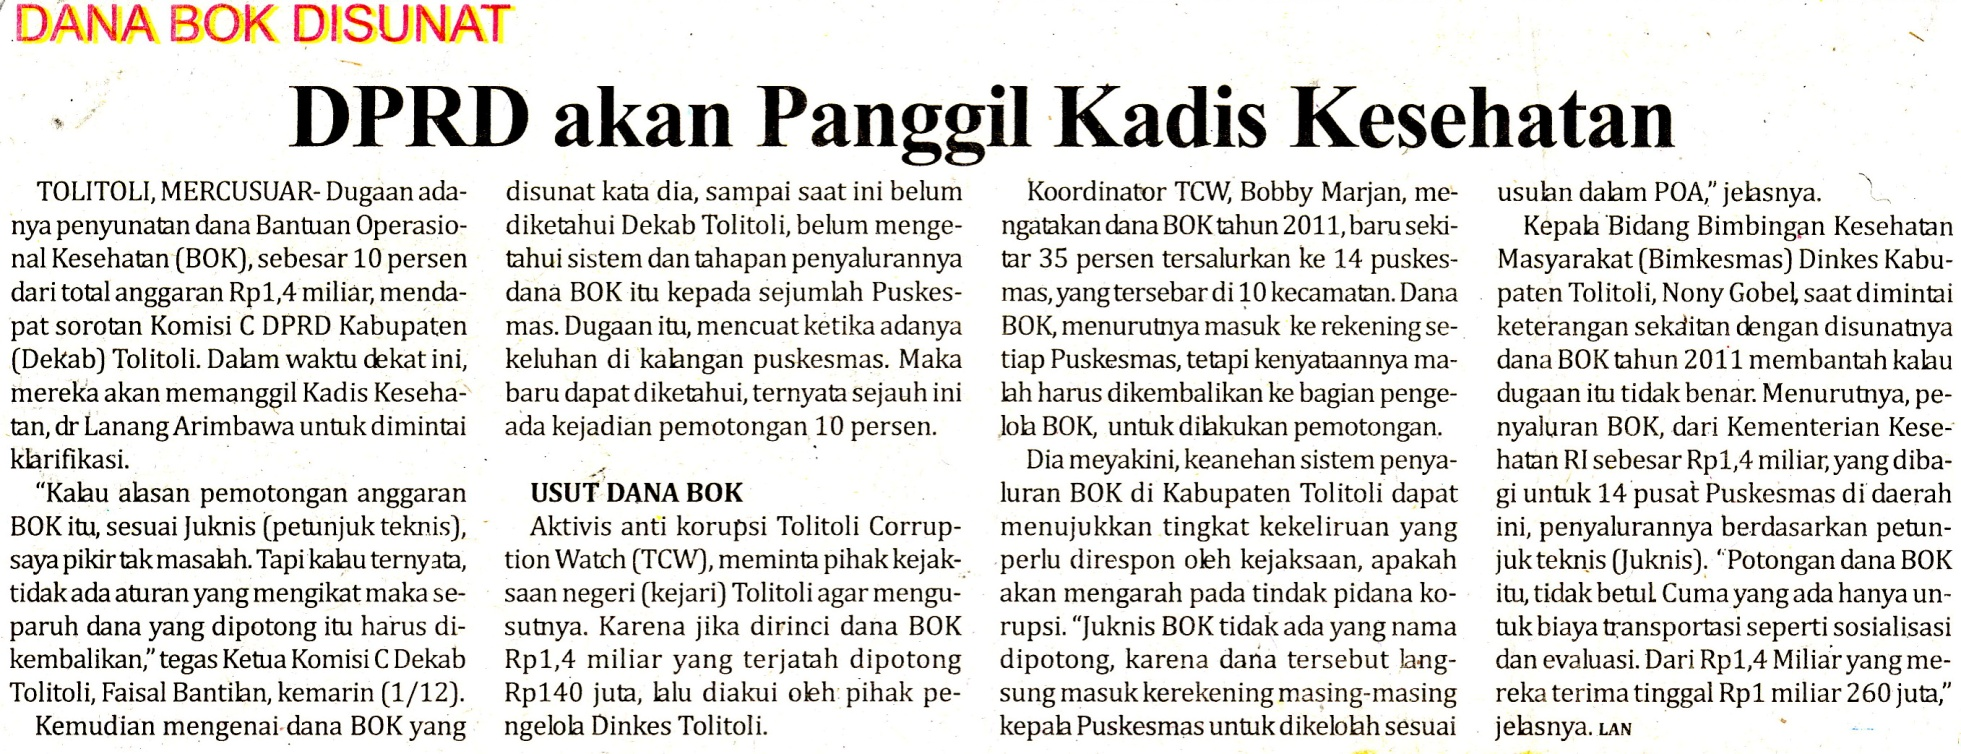 DANA BOK DISUNAT
DPRD akan Panggil Kadis Kesehatan
TOLITOLI, MERCUSUAR- Dugaan ada-
nya penyunatan dana Bantuan Operasio-
nal Kesehatan (BOK), sebesar 10 persen
dari total anggaran Rp1,4 miliar, menda-
pat sorotan Komisi C DPRD Kabupaten
(Dekab) Tolitoli. Dalam waktu dekat ini,
mereka akan memanggil Kadis Keseha-
tan, dr Lanang Arimbawa untuk dimintai
klarifikasi.
“Kalau alasan pemotongan anggaran
BOK itu, sesuai Juknis (petunjuk teknis),
saya pikir tak masalah. Tapi kalau ternyata,
tidak ada aturan yang mengikat maka se-
paruh dana yang dipotong itu harus di-
kembalikan,” tegas Ketua Komisi C Dekab
Tolitoli, Faisal Bantilan, kemarin (1/12).
Kemudian mengenai dana BOK yang
disunat kata dia, sampai saat ini belum
diketahui Dekab Tolitoli, belum menge-
tahui sistem dan tahapan penyalurannya
dana BOK itu kepada sejumlah Puskes-
mas. Dugaan itu, mencuat ketika adanya
keluhan di kalangan puskesmas. Maka
baru dapat diketahui, ternyata sejauh ini
ada kejadian pemotongan 10 persen.
USUT DANA BOK
Aktivis anti korupsi Tolitoli Corrup-
tion Watch (TCW), meminta pihak kejak-
saan negeri (kejari) Tolitoli agar mengu-
sutnya. Karena jika dirinci dana BOK
Rp1,4 miliar yang terjatah dipotong
Rp140 juta, lalu diakui oleh pihak pe-
ngelola Dinkes Tolitoli.
Koordinator TCW, Bobby Marjan, me-
ngatakan dana BOK tahun 2011, baru seki-
tar 35 persen tersalurkan ke 14 puskes-
mas, yang tersebar di 10 kecamatan. Dana
BOK, menurutnya masuk ke rekening se-
tiap Puskesmas, tetapi kenyataannya ma-
lah harus dikembalikan ke bagian penge-
lola BOK, untuk dilakukan pemotongan.
Dia meyakini, keanehan sistem penya-
luran BOK di Kabupaten Tolitoli dapat
menujukkan tingkat kekeliruan yang
perlu direspon oleh kejaksaan, apakah
akan mengarah pada tindak pidana ko-
rupsi. “Juknis BOK tidak ada yang nama
dipotong, karena dana tersebut lang-
sung masuk kerekening masing-masing
kepala Puskesmas untuk dikelolah sesuai
usulan dalam POA,” jelasnya.
Kepala Bidang Bimbingan Kesehatan
Masyarakat (Bimkesmas) Dinkes Kabu-
paten Tolitoli, Nony Gobel, saat dimintai
keterangan sekaitan dengan disunatnya
dana BOK tahun 2011 membantah kalau
dugaan itu tidak benar. Menurutnya, pe-
nyaluran BOK, dari Kementerian Kese-
hatan RI sebesar Rp1,4 miliar, yang diba-
gi untuk 14 pusat Puskesmas di daerah
ini, penyalurannya berdasarkan petun-
juk teknis (Juknis). “Potongan dana BOK
itu, tidak betul. Cuma yang ada hanya un-
tuk biaya transportasi seperti sosialisasi
dan evaluasi. Dari Rp1,4 Miliar yang me-
reka terima tinggal Rp1 miliar 260 juta,”
jelasnya. LAN